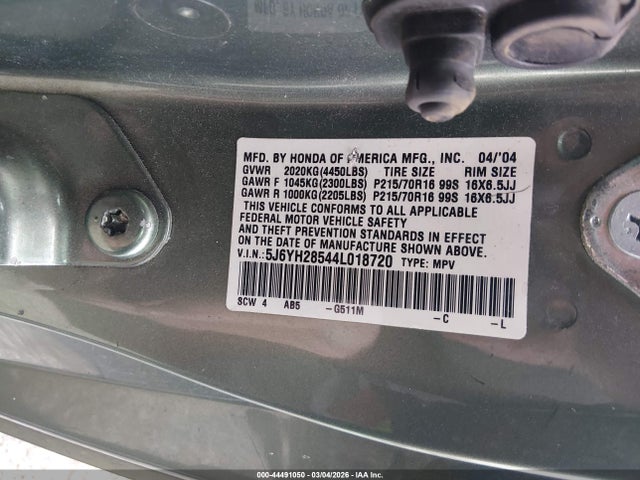 MFD. BY HONDA OF AMERICA MFG., INC. 04/'04
GVWR 2020KG(4450LBS) TIRE SIZE RIM SIZE
GAWR F 1045KG(2300LBS) P215/70R16 99S 16X6.5JJ
GAWR R 1000KG(2205LBS) P215/70R16 99S 16X6.5JJ
THIS VEHICLE CONFORMS TO ALL APPLICABLE
FEDERAL MOTOR VEHICLE SAFETY
AND THEFT PREVENTION STANDARDS IN EFFECT
ON THE DATE OF MANUFACTURE SHOWN ABOVE.
V.I.N.:5J6YH28544L018720 TYPE: MPV
SCW 4 AB5 -G511M -C -L
000-44491050 - 03/04/2026 - IAA Inc.